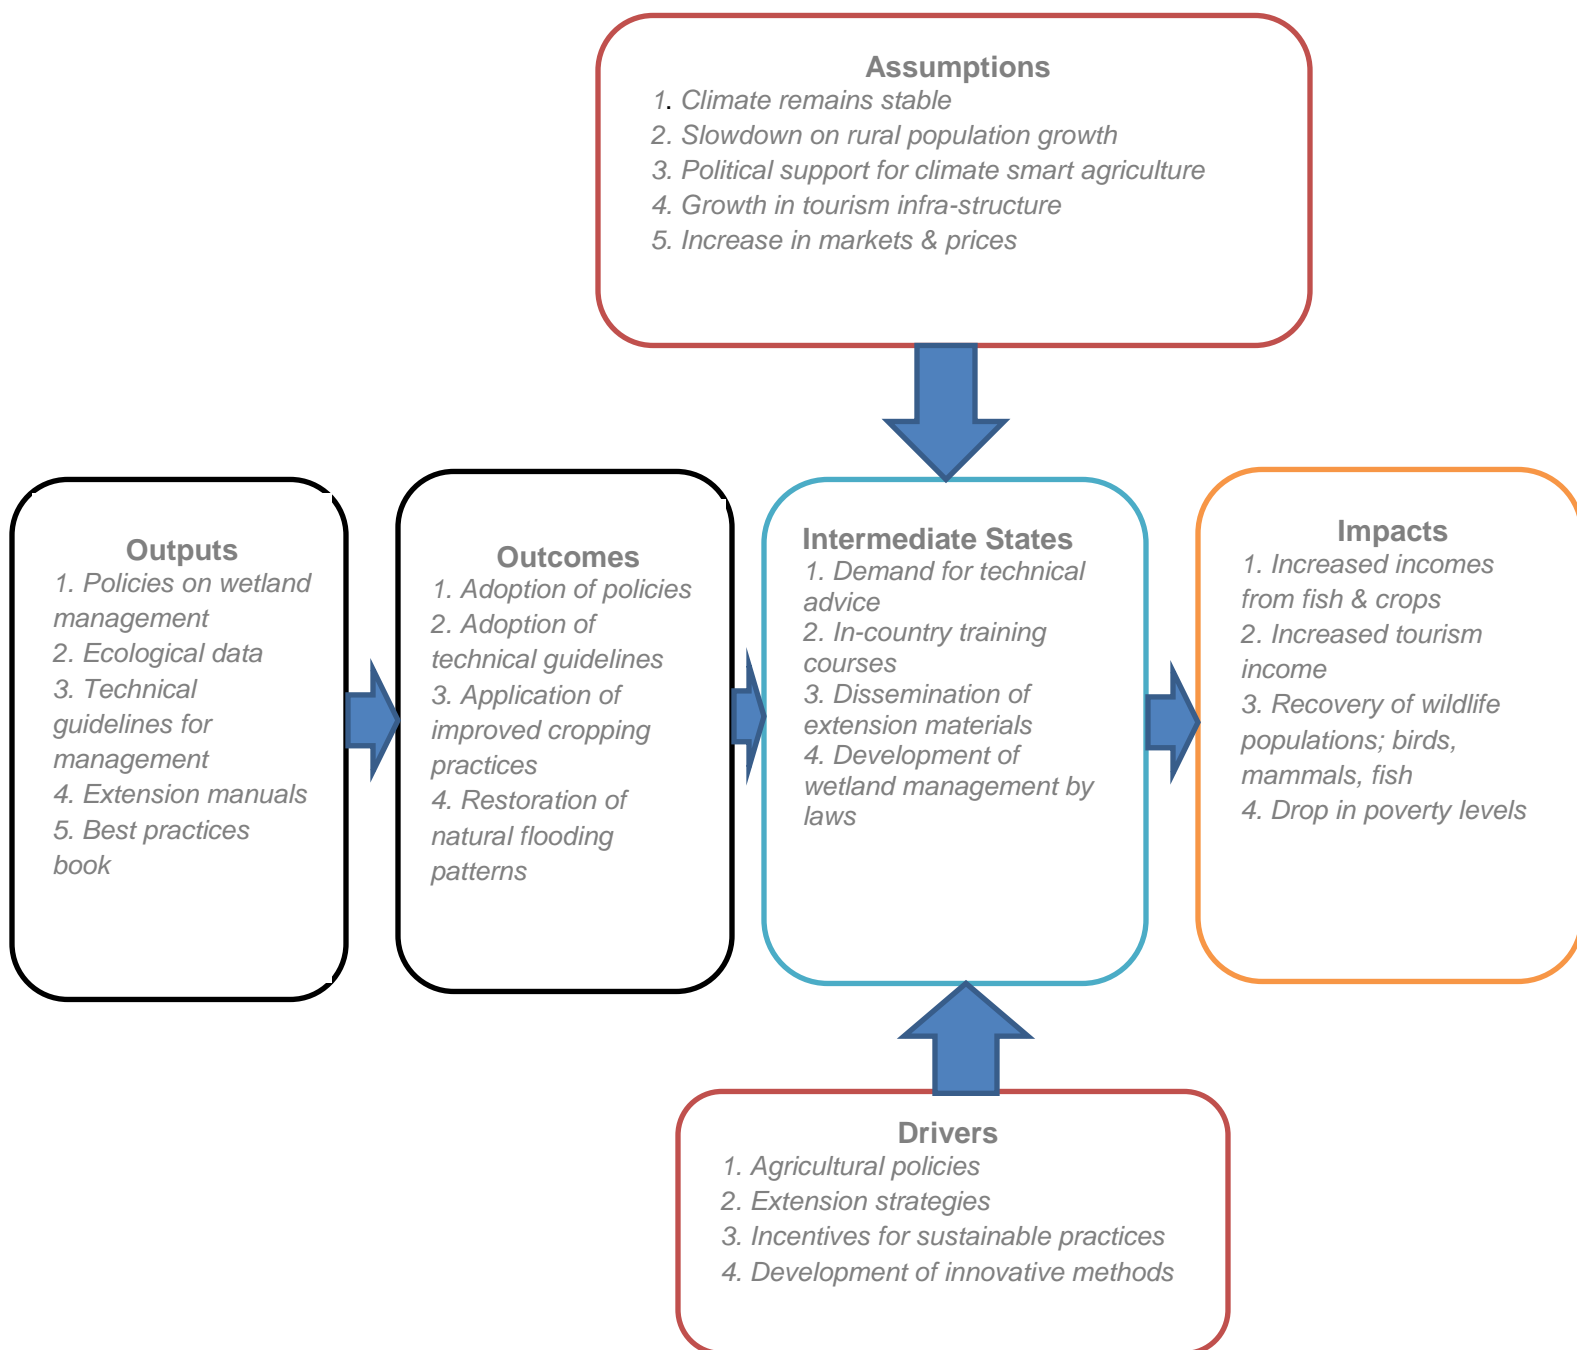 Assumptions
1. Climate remains stable
2. Slowdown on rural population growth
3. Political support for climate smart agriculture
4. Growth in tourism infra-structure
5. Increase in markets & prices
Outputs
1. Policies on wetland
management
2. Ecological data
3. Technical
guidelines for
management
4. Extension manuals
5. Best practices
book
Outcomes
1. Adoption of policies
2. Adoption of
technical guidelines
3. Application of
improved cropping
practices
4. Restoration of
natural flooding
patterns
Intermediate States
1. Demand for technical
advice
2. In-country training
courses
3. Dissemination of
extension materials
4. Development of
wetland management by
laws
Impacts
1. Increased incomes
from fish & crops
2. Increased tourism
income
3. Recovery of wildlife
populations; birds,
mammals, fish
4. Drop in poverty levels
Drivers
1. Agricultural policies
2. Extension strategies
3. Incentives for sustainable practices
4. Development of innovative methods